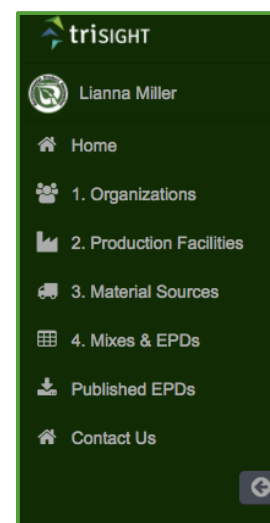 triSIGHT
Lianna Miller
Home
1. Organizations
2. Production Facilities
3. Material Sources
4. Mixes & EPDs
Published EPDs
Contact Us